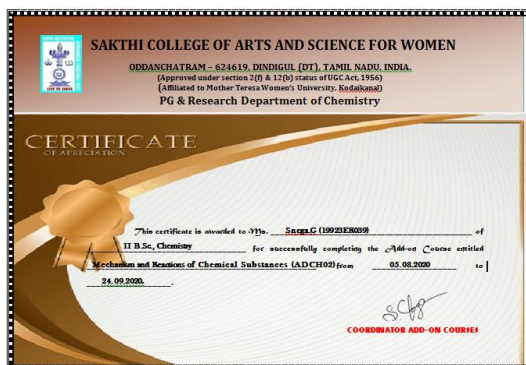 SAKTHI COLLEGE OF ARTS AND SCIENCE FOR WOMEN
ODDANCHATRAM – 624619, DINDIGUL (DT), TAMIL NADU, INDIA.
(Approved under section 2(f) & 12(b) status of UGC Act, 1956)
(Affiliated to Mother Teresa Women's University, Kodaikanal)
PG & Research Department of Chemistry
LIVE TO SERVE
CERTIFICATE
OF APRECIATION
This certificate is awarded to Ms. Snega.G (19923ER039) of
II B.Sc., Chemistry for successfully completing the Add-on Course entitled
Mechanism and Reactions of Chemical Substances (ADCH02) from 05.08.2020 to
24.09.2020. .
COORDINATOR ADD-ON COURSES